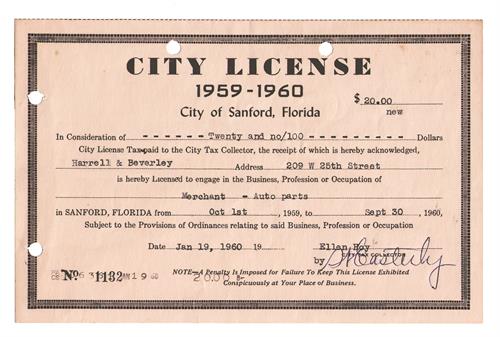 CITY LICENSE
1959-1960
$ 20.00
City of Sanford, Florida
new
In Consideration of - - - - - - Twenty and no/100 - - - - - - - - - Dollars
City License Tax paid to the City Tax Collector, the receipt of which is hereby acknowledged,
Harrell & Beverley Address 209 W 25th Street
is hereby Licensed to engage in the Business, Profession or Occupation of
Merchant - Auto parts
in SANFORD, FLORIDA from Oct 1st, 1959, to Sept 30, 1960,
Subject to the Provisions of Ordinances relating to said Business, Profession or Occupation.
Date Jan 19, 1960 19 Ellen Hoy
CITY TAX COLLECTOR
by
No. 1132 20.00
NOTE—A Penalty Is Imposed for Failure To Keep This License Exhibited
Conspicuously at Your Place of Business.